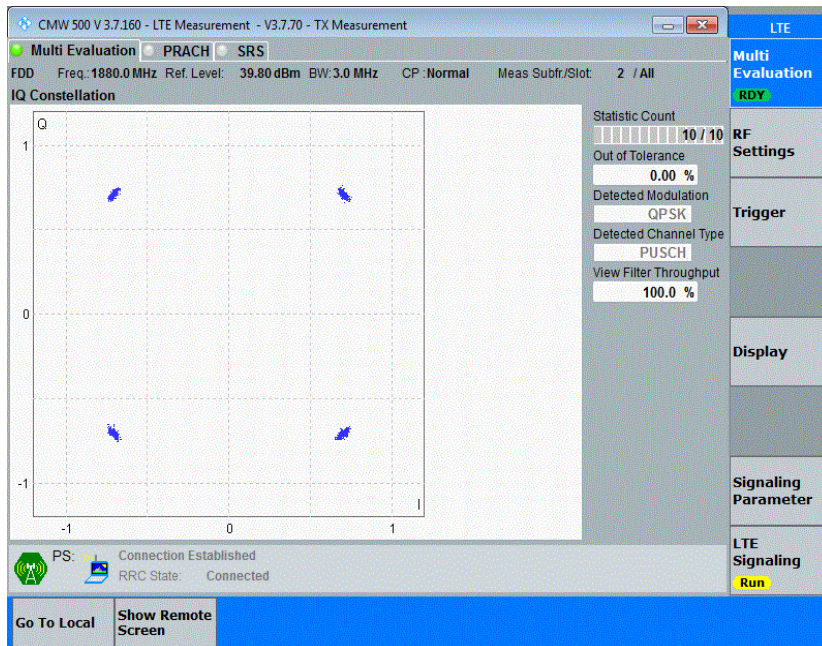 CMW 500 V 3.7.160 - LTE Measurement - V3.7.70 - TX Measurement
LTE
Multi Evaluation PRACH SRS
FDD Freq.: 1880.0 MHz Ref. Level: 39.80 dBm BW: 3.0 MHz CP : Normal Meas Subfr./Slot: 2 / All
IQ Constellation
Q
1
0
-1
I
-1 0 1
Statistic Count
10 / 10
Out of Tolerance
0.00 %
Detected Modulation
QPSK
Detected Channel Type
PUSCH
View Filter Throughput
100.0 %
Multi
Evaluation
RDY
RF
Settings
Trigger
Display
Signaling
Parameter
LTE
Signaling
Run
PS: Connection Established
RRC State: Connected
Go To Local
Show Remote
Screen